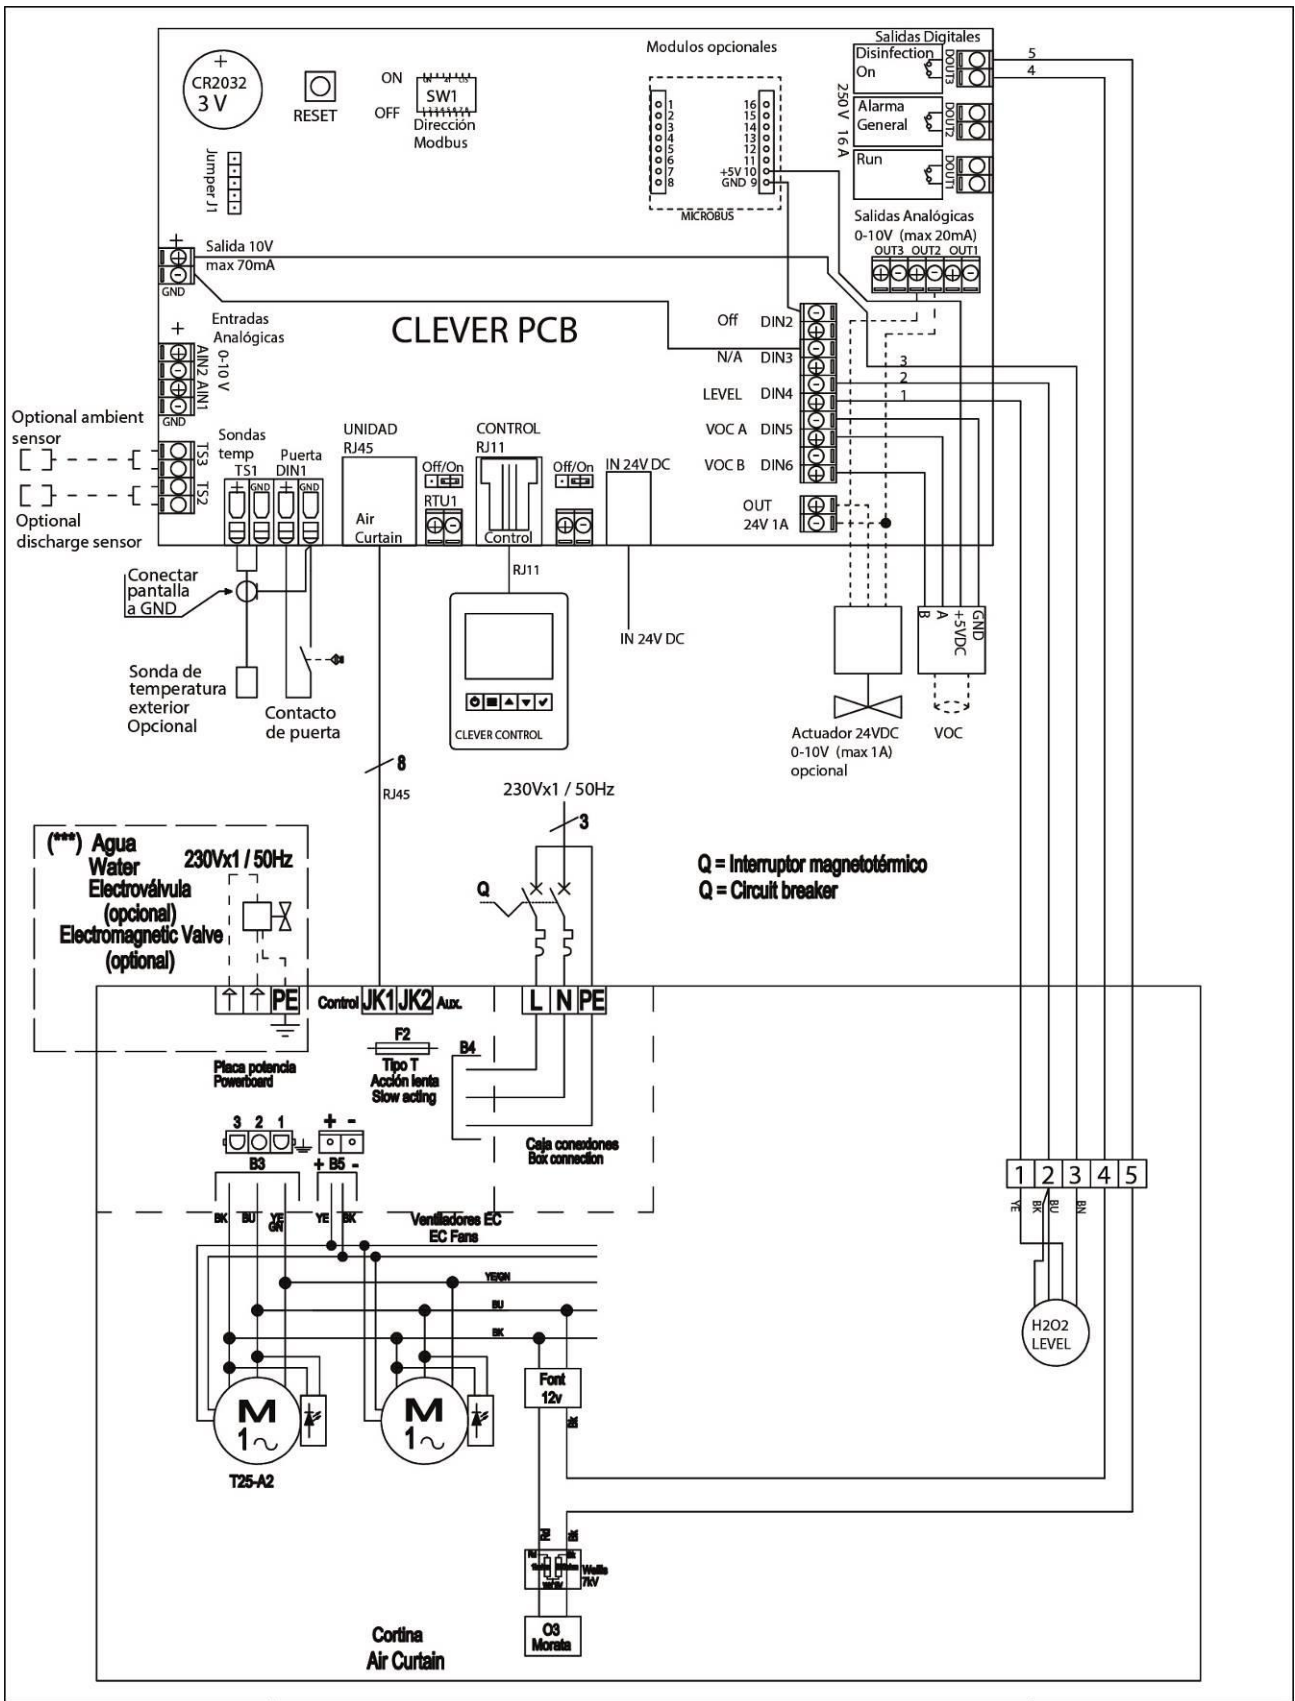 CR2032
3 V
RESET
ON
OFF
SW1
Dirección
Modbus
Jumper J1
Modulos opcionales
1
2
3
4
5
6
7
8
16
15
14
13
12
11
+5V 10
GND 9
MICROBUS
Salidas Digitales
Disinfection
On
DOUT3
Alarma
General
DOUT2
Run
DOUT1
250 V 16 A
5
4
Salidas Analógicas
0-10V (max 20mA)
OUT3 OUT2 OUT1
Salida 10V
max 70mA
GND
Entradas
Analógicas
0-10 V
AIN2 AIN1
GND
CLEVER PCB
Off DIN2
N/A DIN3
LEVEL DIN4
VOC A DIN5
VOC B DIN6
OUT
24V 1A
3
2
1
Optional ambient
sensor
Optional
discharge sensor
TS3
TS2
Sondas
temp
TS1
GND
Puerta
DIN1
GND
UNIDAD
RJ45
Air
Curtain
Off/On
RTU1
CONTROL
RJ11
Control
Off/On
IN 24V DC
RJ11
IN 24V DC
Conectar
pantalla
a GND
Sonda de
temperatura
exterior
Opcional
Contacto
de puerta
CLEVER CONTROL
B
A
+5VDC
GND
Actuador 24VDC
0-10V (max 1A)
opcional
VOC
8
RJ45
230Vx1 / 50Hz
3
Q
Q = Interruptor magnetotérmico
Q = Circuit breaker
(***) Agua
Water
Electroválvula
(opcional)
Electromagnetic Valve
(optional)
230Vx1 / 50Hz
PE
Control JK1 JK2 Aux.
L N PE
F2
Tipo T
Acción lenta
Slow acting
B4
Placa potencia
Powerboard
Caja conexiones
Box connection
3 2 1
B3
+ -
+ B5 -
BK
BU
YE
GN
YE
BK
Ventiladores EC
EC Fans
YE/GN
BU
BK
M
1~
T25-A2
M
1~
Font
12v
Bk
Rd
Bk
Rd
Bk
Wells
7kV
O3
Morata
1 2 3 4 5
YE
BK
BU
BN
H2O2
LEVEL
Cortina
Air Curtain